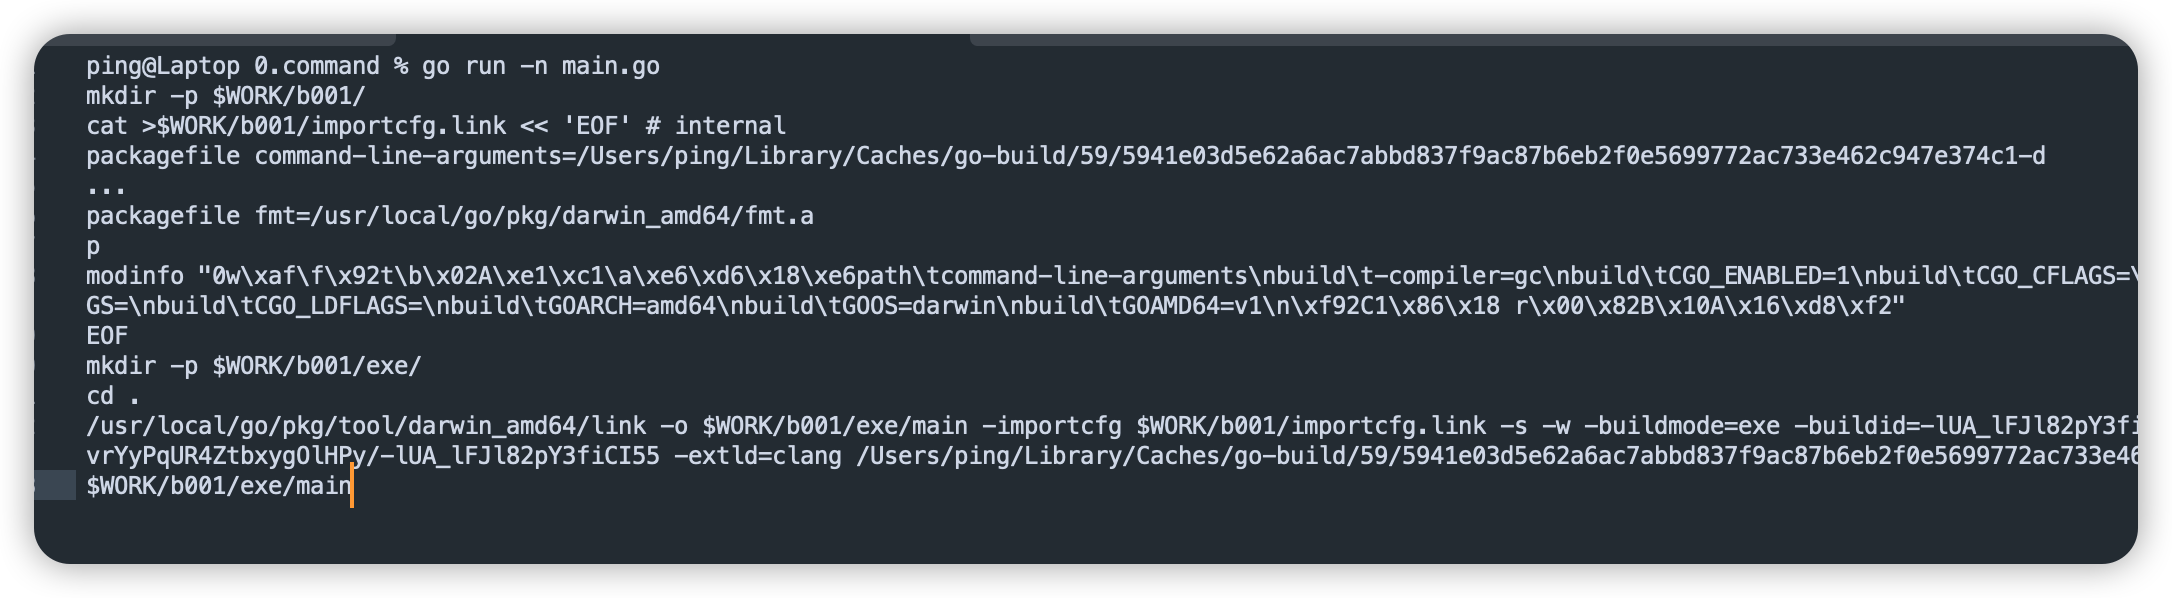 ping@Laptop 0.command % go run -n main.go
mkdir -p $WORK/b001/
cat >$WORK/b001/importcfg.link << 'EOF' # internal
packagefile command-line-arguments=/Users/ping/Library/Caches/go-build/59/5941e03d5e62a6ac7abbd837f9ac87b6eb2f0e5699772ac733e462c947e374c1-d
...
packagefile fmt=/usr/local/go/pkg/darwin_amd64/fmt.a
p
modinfo "0w\xaf\f\x92t\b\x02A\xe1\xc1\a\xe6\xd6\x18\xe6path\tcommand-line-arguments\nbuild\t-compiler=gc\nbuild\tCGO_ENABLED=1\nbuild\tCGO_CFLAGS=\
GS=\nbuild\tCGO_LDFLAGS=\nbuild\tGOARCH=amd64\nbuild\tGOOS=darwin\nbuild\tGOAMD64=v1\n\xf92C1\x86\x18 r\x00\x82B\x10A\x16\xd8\xf2"
EOF
mkdir -p $WORK/b001/exe/
cd .
/usr/local/go/pkg/tool/darwin_amd64/link -o $WORK/b001/exe/main -importcfg $WORK/b001/importcfg.link -s -w -buildmode=exe -buildid=-lUA_lFJl82pY3fi
vrYyPqUR4ZtbxygOlHPy/-lUA_lFJl82pY3fiCI55 -extld=clang /Users/ping/Library/Caches/go-build/59/5941e03d5e62a6ac7abbd837f9ac87b6eb2f0e5699772ac733e46
$WORK/b001/exe/main